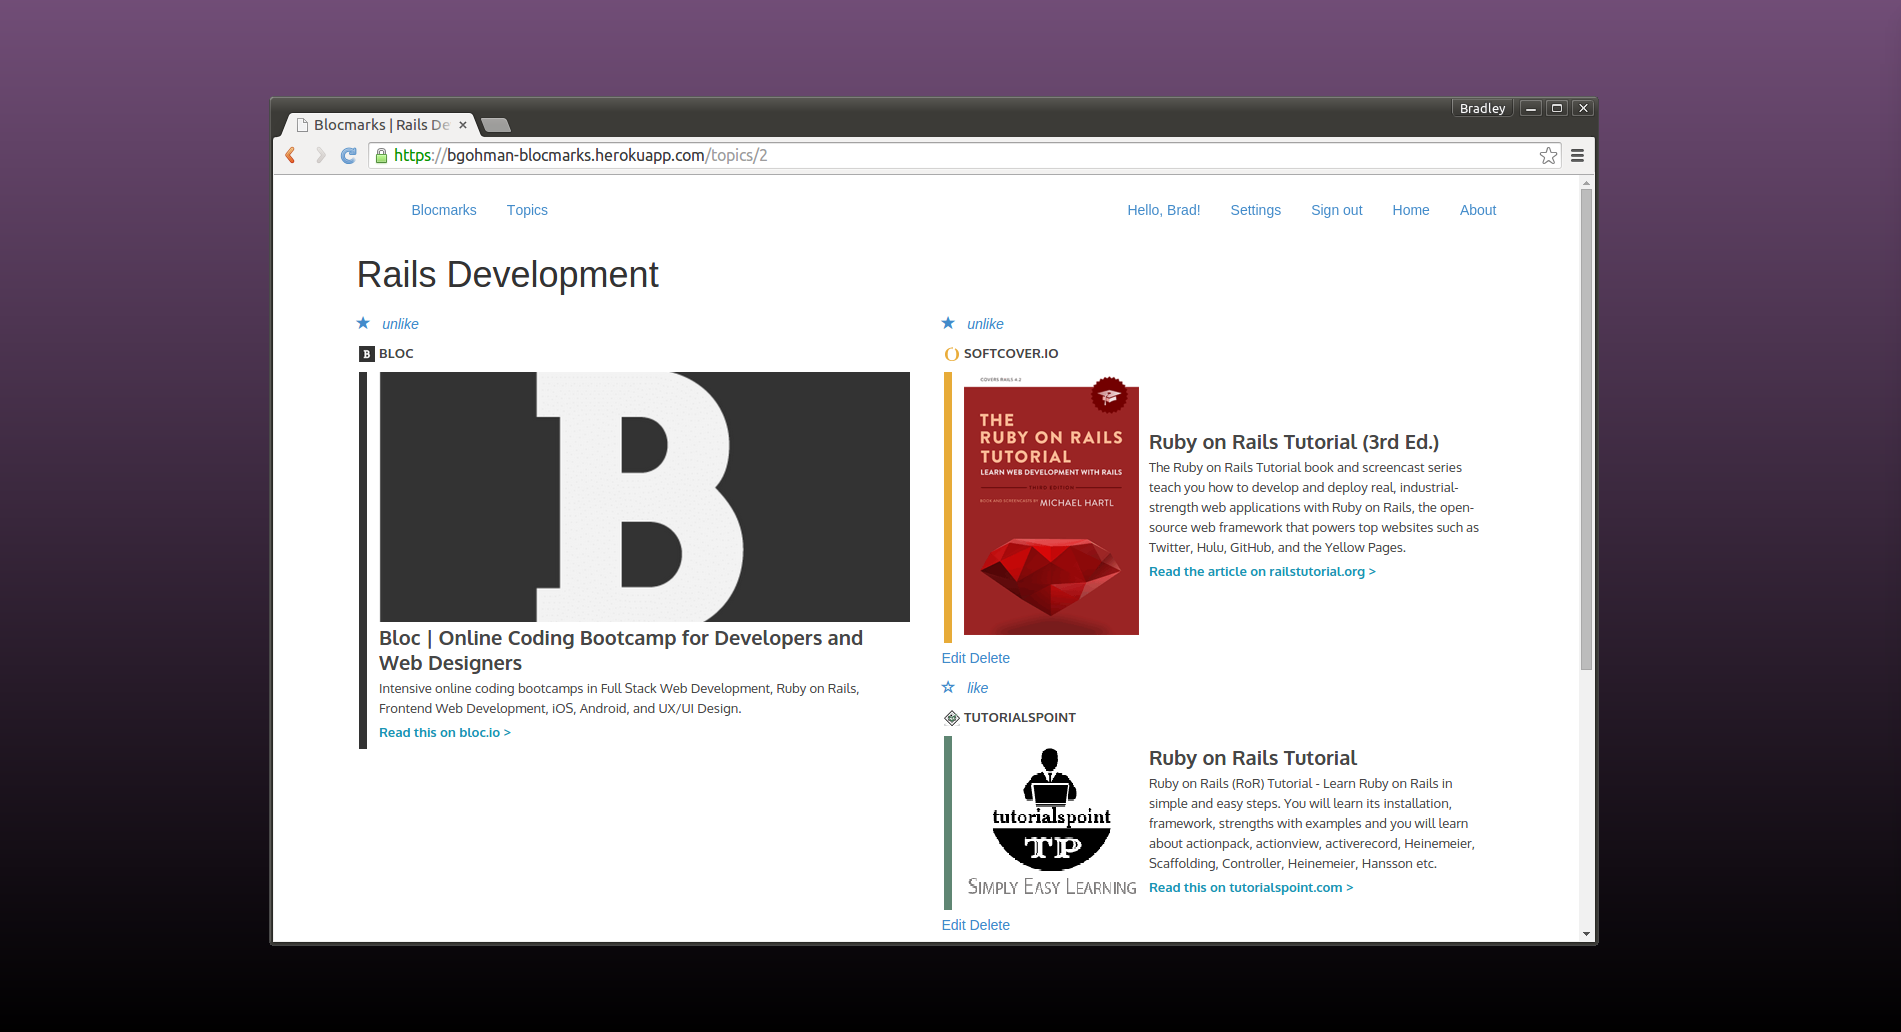 Bradley
Blocmarks | Rails De
https://bgohman-blocmarks.herokuapp.com/topics/2
Blocmarks Topics Hello, Brad! Settings Sign out Home About
Rails Development
unlike
B BLOC
B
Bloc | Online Coding Bootcamp for Developers and
Web Designers
Intensive online coding bootcamps in Full Stack Web Development, Ruby on Rails,
Frontend Web Development, iOS, Android, and UX/UI Design.
Read this on bloc.io >
unlike
SOFTCOVER.IO
COVERS RAILS 4.2
THE
RUBY ON RAILS
TUTORIAL
LEARN WEB DEVELOPMENT WITH RAILS
THIRD EDITION
BOOK AND SCREENCASTS BY MICHAEL HARTL
Ruby on Rails Tutorial (3rd Ed.)
The Ruby on Rails Tutorial book and screencast series
teach you how to develop and deploy real, industrial-
strength web applications with Ruby on Rails, the open-
source web framework that powers top websites such as
Twitter, Hulu, GitHub, and the Yellow Pages.
Read the article on railstutorial.org >
Edit Delete
like
TUTORIALSPOINT
tutorialspoint
TP
SIMPLY EASY LEARNING
Ruby on Rails Tutorial
Ruby on Rails (RoR) Tutorial - Learn Ruby on Rails in
simple and easy steps. You will learn its installation,
framework, strengths with examples and you will learn
about actionpack, actionview, activerecord, Heinemeier,
Scaffolding, Controller, Heinemeier, Hansson etc.
Read this on tutorialspoint.com >
Edit Delete